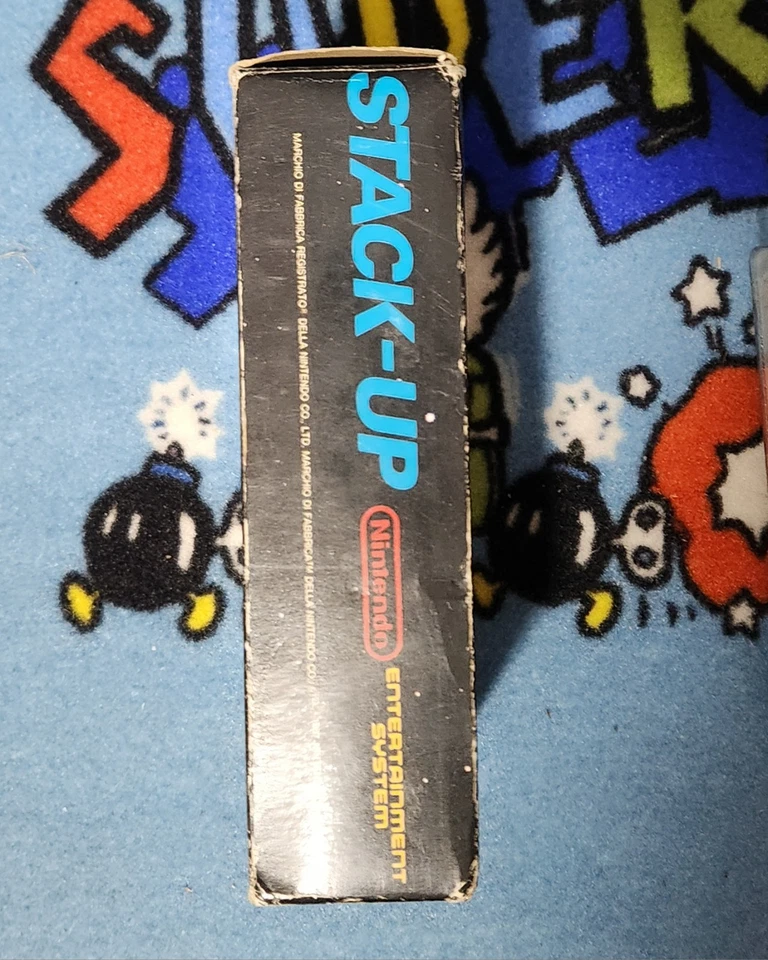 STACK-UP
Nintendo
ENTERTAINMENT
SYSTEM
MARCHIO DI FABBRICA REGISTRATO® DELLA NINTENDO CO., LTD. MARCHIO DI FABBRICA DELLA NINTENDO CO.